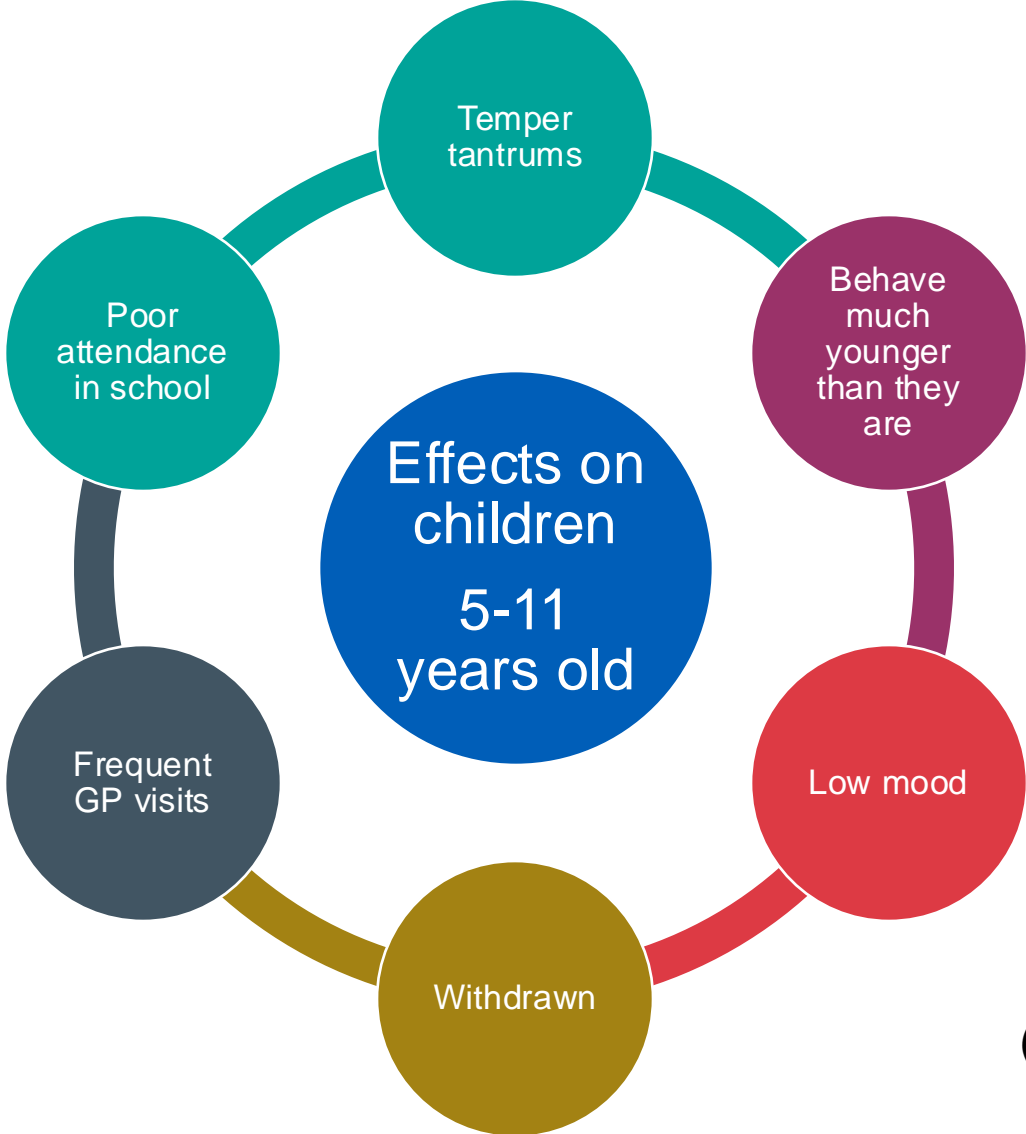 Temper
tantrums
Behave
much
younger
than they
are
Low mood
Withdrawn
Frequent
GP visits
Poor
attendance
in school
Effects on
children
5-11
years old